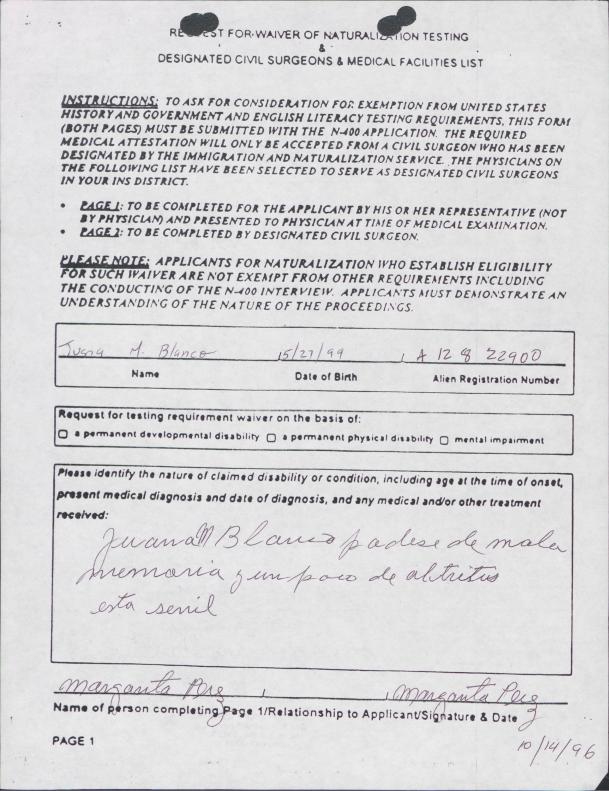 REQUEST FOR WAIVER OF NATURALIZATION TESTING
&
DESIGNATED CIVIL SURGEONS & MEDICAL FACILITIES LIST
INSTRUCTIONS: TO ASK FOR CONSIDERATION FOR EXEMPTION FROM UNITED STATES
HISTORY AND GOVERNMENT AND ENGLISH LITERACY TESTING REQUIREMENTS, THIS FORM
(BOTH PAGES) MUST BE SUBMITTED WITH THE N-400 APPLICATION. THE REQUIRED
MEDICAL ATTESTATION WILL ONLY BE ACCEPTED FROM A CIVIL SURGEON WHO HAS BEEN
DESIGNATED BY THE IMMIGRATION AND NATURALIZATION SERVICE. THE PHYSICIANS ON
THE FOLLOWING LIST HAVE BEEN SELECTED TO SERVE AS DESIGNATED CIVIL SURGEONS
IN YOUR INS DISTRICT.
• PAGE 1: TO BE COMPLETED FOR THE APPLICANT BY HIS OR HER REPRESENTATIVE (NOT
BY PHYSICIAN) AND PRESENTED TO PHYSICIAN AT TIME OF MEDICAL EXAMINATION.
• PAGE 2: TO BE COMPLETED BY DESIGNATED CIVIL SURGEON.
PLEASE NOTE: APPLICANTS FOR NATURALIZATION WHO ESTABLISH ELIGIBILITY
FOR SUCH WAIVER ARE NOT EXEMPT FROM OTHER REQUIREMENTS INCLUDING
THE CONDUCTING OF THE N-400 INTERVIEW. APPLICANTS MUST DEMONSTRATE AN
UNDERSTANDING OF THE NATURE OF THE PROCEEDINGS.
Juana M. Blanco 5/27/99 A 128 22900
Name Date of Birth Alien Registration Number
Request for testing requirement waiver on the basis of:
a permanent developmental disability a permanent physical disability mental impairment
Please identify the nature of claimed disability or condition, including age at the time of onset,
present medical diagnosis and date of diagnosis, and any medical and/or other treatment
received:
Juana M Blanco padese de mala
memoria y un poco de altritus
esta senil
Margarita Perez Margarita Perez
Name of person completing Page 1/Relationship to Applicant/Signature & Date
PAGE 1
10/14/96